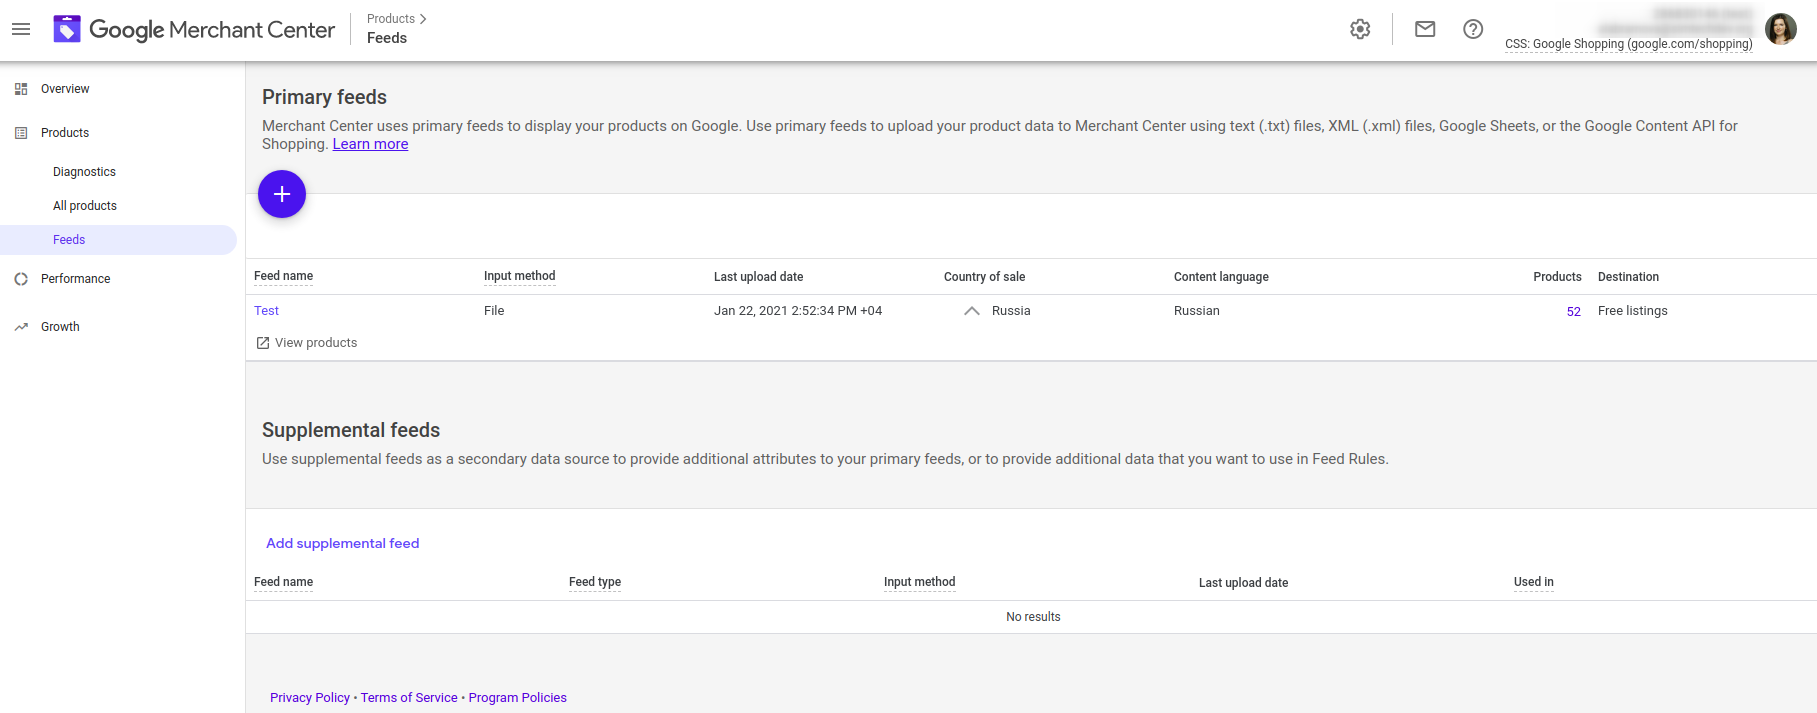 Google Merchant Center
Products
Feeds
CSS: Google Shopping (google.com/shopping)
Overview
Products
Diagnostics
All products
Feeds
Performance
Growth
Primary feeds
Merchant Center uses primary feeds to display your products on Google. Use primary feeds to upload your product data to Merchant Center using text (.txt) files, XML (.xml) files, Google Sheets, or the Google Content API for
Shopping. Learn more
Feed name Input method Last upload date Country of sale Content language Products Destination
Test File Jan 22, 2021 2:52:34 PM +04 Russia Russian 52 Free listings
View products
Supplemental feeds
Use supplemental feeds as a secondary data source to provide additional attributes to your primary feeds, or to provide additional data that you want to use in Feed Rules.
Add supplemental feed
Feed name Feed type Input method Last upload date Used in
No results
Privacy Policy • Terms of Service • Program Policies